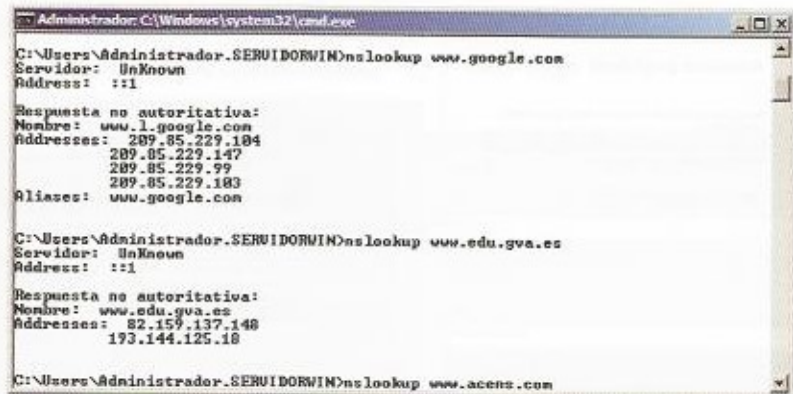 Administrador: C:\Windows\system32\cmd.exe
C:\Users\Administrador.SERVIDORWIN>nslookup www.google.com
Servidor:  UnKnown
Address:  ::1
Respuesta no autoritativa:
Nombre:  www.l.google.com
Addresses:  209.85.229.104
209.85.229.147
209.85.229.99
209.85.229.103
Aliases:  www.google.com
C:\Users\Administrador.SERVIDORWIN>nslookup www.edu.gva.es
Servidor:  UnKnown
Address:  ::1
Respuesta no autoritativa:
Nombre:  www.edu.gva.es
Addresses:  82.159.137.148
193.144.125.18
C:\Users\Administrador.SERVIDORWIN>nslookup www.acens.com